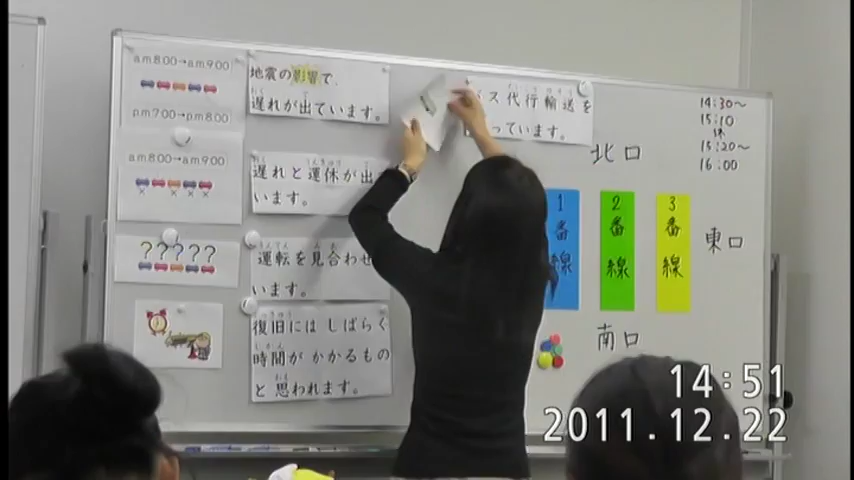 am8:00→am9:00
pm7:00→pm8:00
am8:00→am9:00
?????
地震の影響で、
遅れが出ています。
遅れと運休が出
います。
運転を見合わせ
います。
復旧には しばらく
時間が かかるもの
と 思われます。
ス代行輸送を
っています。
北口
1番線
2番線
3番線
東口
南口
14:30～
15:10
休
15:20～
16:00
14:51
2011.12.22